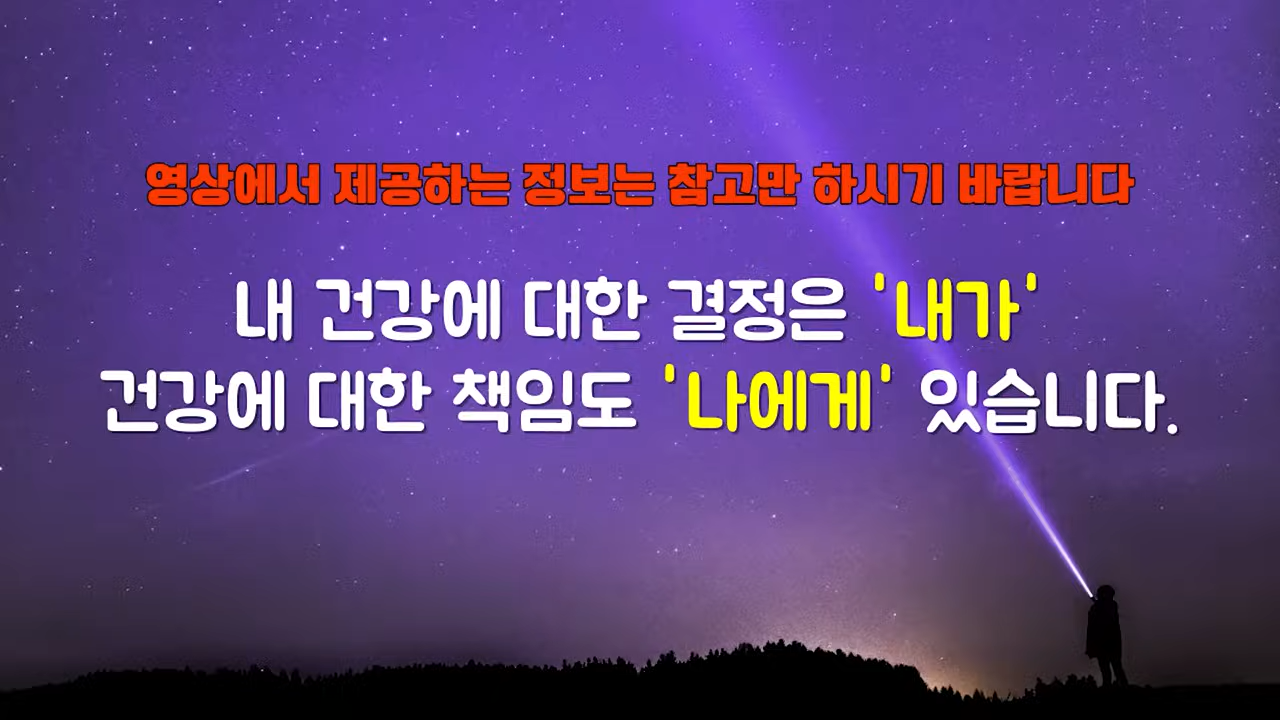 영상에서 제공하는 정보는 참고만 하시기 바랍니다
내 건강에 대한 결정은 '내가'
건강에 대한 책임도 '나에게' 있습니다.